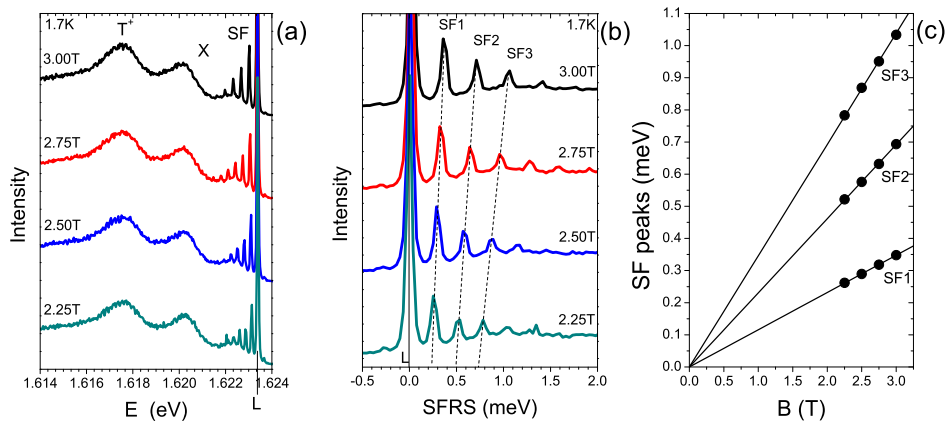 1.7K
T⁺
X
SF
(a)
3.00T
2.75T
2.50T
2.25T
Intensity
1.614 1.616 1.618 1.620 1.622 1.624
E (eV)
L
1.7K
SF1
SF2
SF3
(b)
3.00T
2.75T
2.50T
2.25T
Intensity
L
-0.5 0.0 0.5 1.0 1.5 2.0
SFRS (meV)
(c)
1.1
1.0
0.9
0.8
0.7
0.6
0.5
0.4
0.3
0.2
0.1
0.0
SF peaks (meV)
SF3
SF2
SF1
0.0 0.5 1.0 1.5 2.0 2.5 3.0
B (T)